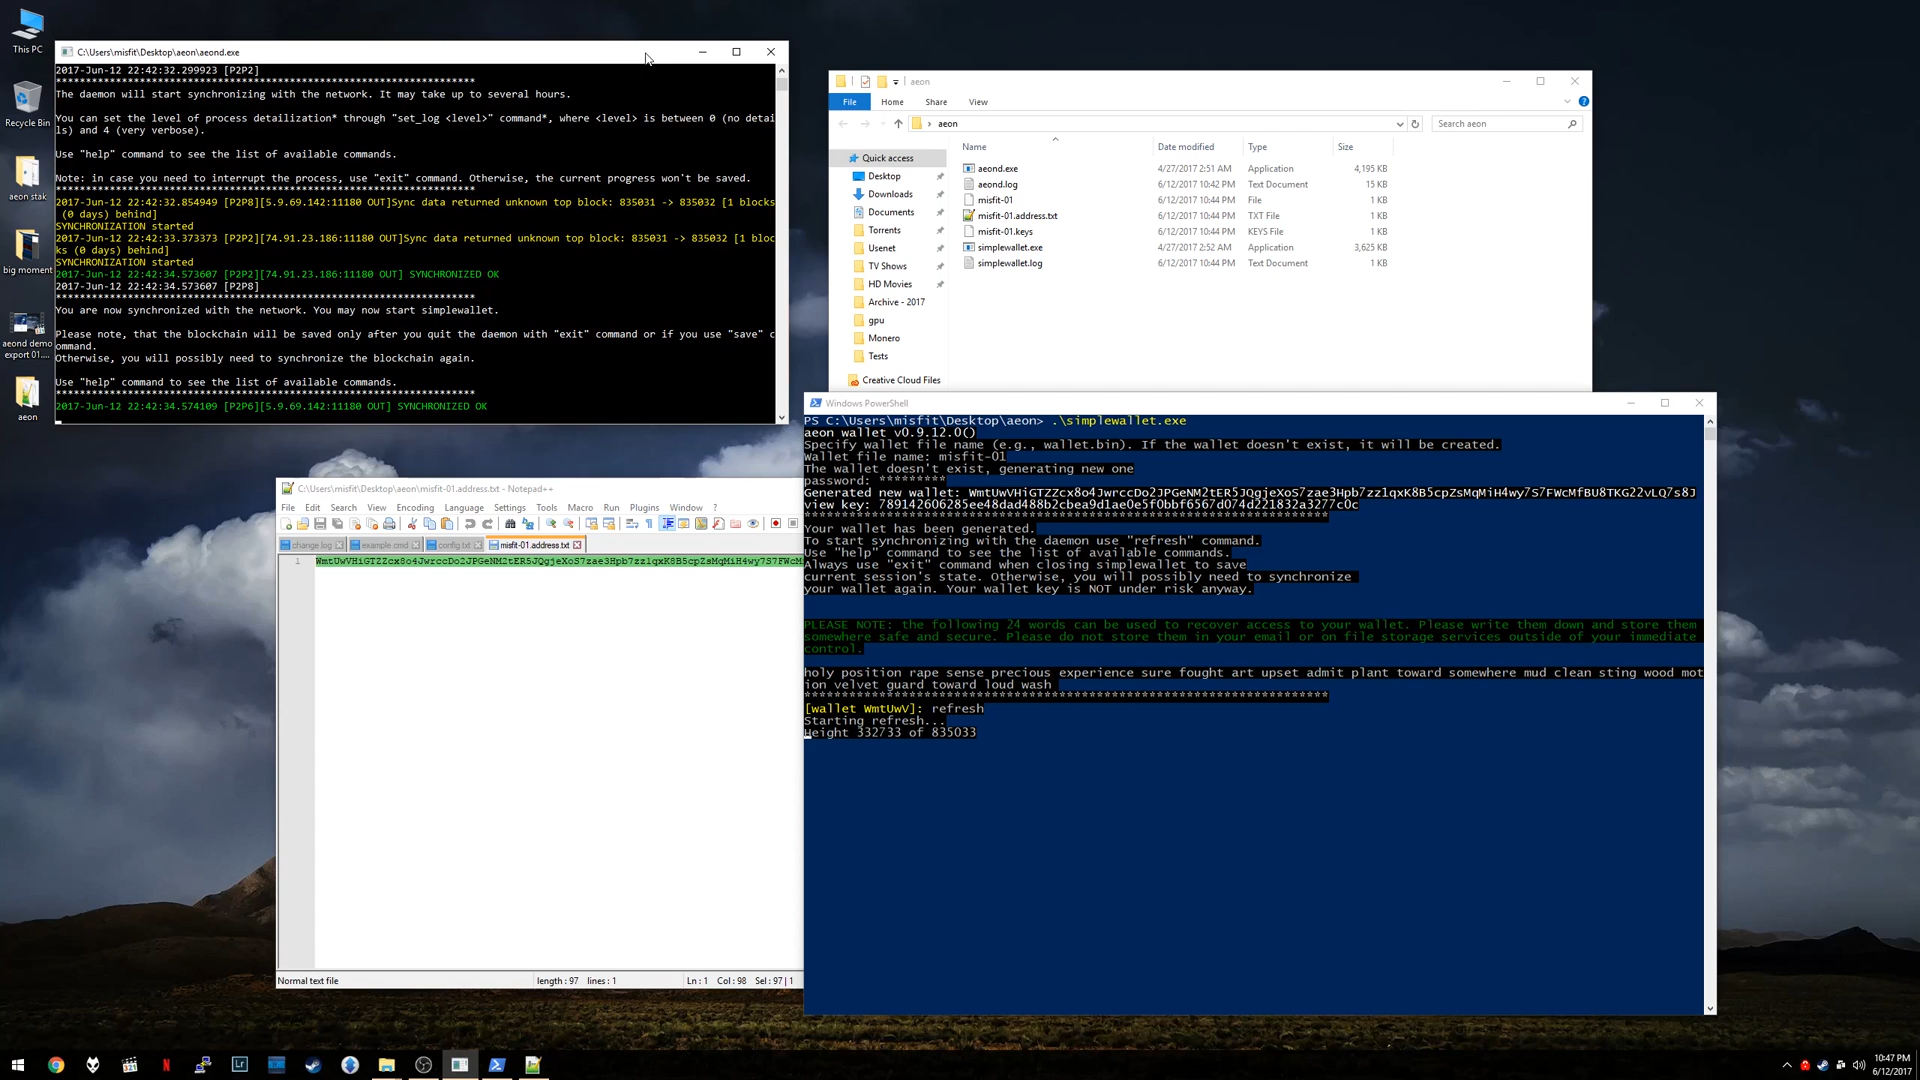 This PC
Recycle Bin
aeon stak
big moment
aeond demo
export 01....
aeon
C:\Users\misfit\Desktop\aeon\aeond.exe
2017-Jun-12 22:42:32.299923 [P2P2]
**********************************************************************
The daemon will start synchronizing with the network. It may take up to several hours.
You can set the level of process detailization* through "set_log <level>" command*, where <level> is between 0 (no detai
ls) and 4 (very verbose).
Use "help" command to see the list of available commands.
Note: in case you need to interrupt the process, use "exit" command. Otherwise, the current progress won't be saved.
**********************************************************************
2017-Jun-12 22:42:32.854949 [P2P8][5.9.69.142:11180 OUT]Sync data returned unknown top block: 835031 -> 835032 [1 blocks
(0 days) behind]
SYNCHRONIZATION started
2017-Jun-12 22:42:33.373373 [P2P2][74.91.23.186:11180 OUT]Sync data returned unknown top block: 835031 -> 835032 [1 bloc
ks (0 days) behind]
SYNCHRONIZATION started
2017-Jun-12 22:42:34.573607 [P2P2][74.91.23.186:11180 OUT] SYNCHRONIZED OK
2017-Jun-12 22:42:34.573607 [P2P8]
**********************************************************************
You are now synchronized with the network. You may now start simplewallet.
Please note, that the blockchain will be saved only after you quit the daemon with "exit" command or if you use "save" c
ommand.
Otherwise, you will possibly need to synchronize the blockchain again.
Use "help" command to see the list of available commands.
**********************************************************************
2017-Jun-12 22:42:34.574109 [P2P6][5.9.69.142:11180 OUT] SYNCHRONIZED OK
aeon
File Home Share View
aeon
Search aeon
Name Date modified Type Size
Quick access
Desktop
Downloads
Documents
Torrents
Usenet
TV Shows
HD Movies
Archive - 2017
gpu
Monero
Tests
Creative Cloud Files
aeond.exe 4/27/2017 2:51 AM Application 4,195 KB
aeond.log 6/12/2017 10:42 PM Text Document 15 KB
misfit-01 6/12/2017 10:44 PM File 1 KB
misfit-01.address.txt 6/12/2017 10:44 PM TXT File 1 KB
misfit-01.keys 6/12/2017 10:44 PM KEYS File 1 KB
simplewallet.exe 4/27/2017 2:52 AM Application 3,625 KB
simplewallet.log 6/12/2017 10:44 PM Text Document 1 KB
C:\Users\misfit\Desktop\aeon\misfit-01.address.txt - Notepad++
File Edit Search View Encoding Language Settings Tools Macro Run Plugins Window ?
change.log example.cmd config.txt misfit-01.address.txt
1 WmtUwVHiGTZZcx8o4JwrccDo2JPGeNM2tER5JQgjeXoS7zae3Hpb7zz1qxK8B5cpZsMqMiH4wy7S7FWcM
Normal text file length : 97 lines : 1 Ln : 1 Col : 98 Sel : 97 | 1
Windows PowerShell
PS C:\Users\misfit\Desktop\aeon> .\simplewallet.exe
aeon wallet v0.9.12.0()
Specify wallet file name (e.g., wallet.bin). If the wallet doesn't exist, it will be created.
Wallet file name: misfit-01
The wallet doesn't exist, generating new one
password: *********
Generated new wallet: WmtUwVHiGTZZcx8o4JwrccDo2JPGeNM2tER5JQgjeXoS7zae3Hpb7zz1qxK8B5cpZsMqMiH4wy7S7FWcMfBU8TKG22vLQ7s8J
view key: 789142606285ee48dad488b2cbea9d1ae0e5f0bbf6567d074d221832a3277c0c
**********************************************************************
Your wallet has been generated.
To start synchronizing with the daemon use "refresh" command.
Use "help" command to see the list of available commands.
Always use "exit" command when closing simplewallet to save
current session's state. Otherwise, you will possibly need to synchronize
your wallet again. Your wallet key is NOT under risk anyway.
PLEASE NOTE: the following 24 words can be used to recover access to your wallet. Please write them down and store them
somewhere safe and secure. Please do not store them in your email or on file storage services outside of your immediate
control.
holy position rape sense precious experience sure fought art upset admit plant toward somewhere mud clean sting wood mot
ion velvet guard toward loud wash
**********************************************************************
[wallet WmtUwV]: refresh
Starting refresh...
Height 332733 of 835033
Lr
10:47 PM
6/12/2017